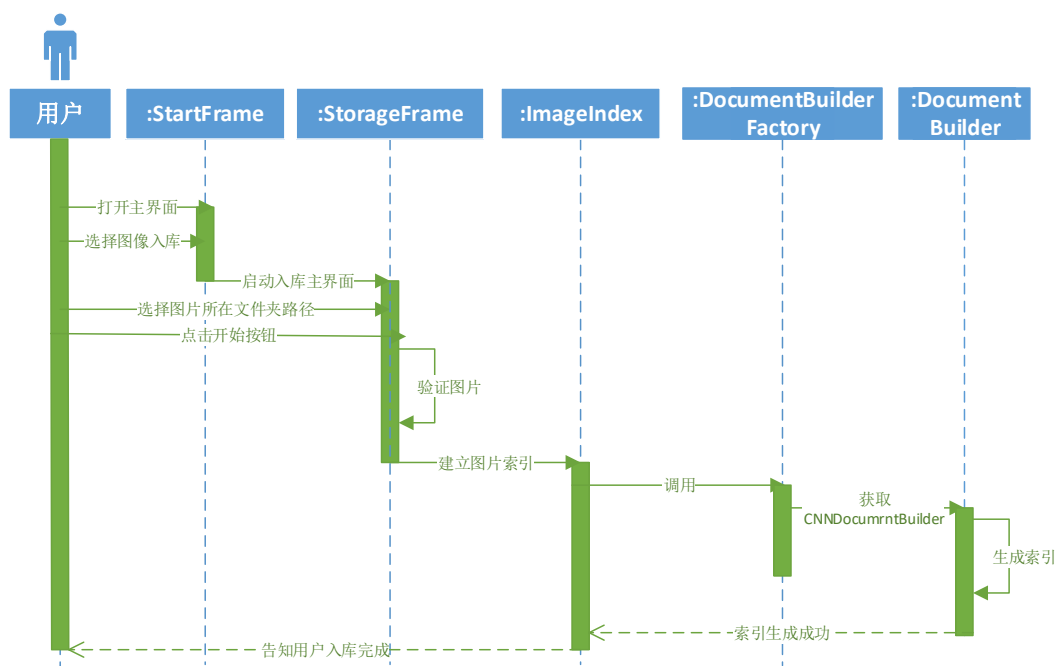 用户
:StartFrame
:StorageFrame
:ImageIndex
:DocumentBuilder
Factory
:Document
Builder
打开主界面
选择图像入库
启动入库主界面
选择图片所在文件夹路径
点击开始按钮
验证图片
建立图片索引
调用
获取
CNNDocumrntBuilder
生成索引
索引生成成功
告知用户入库完成